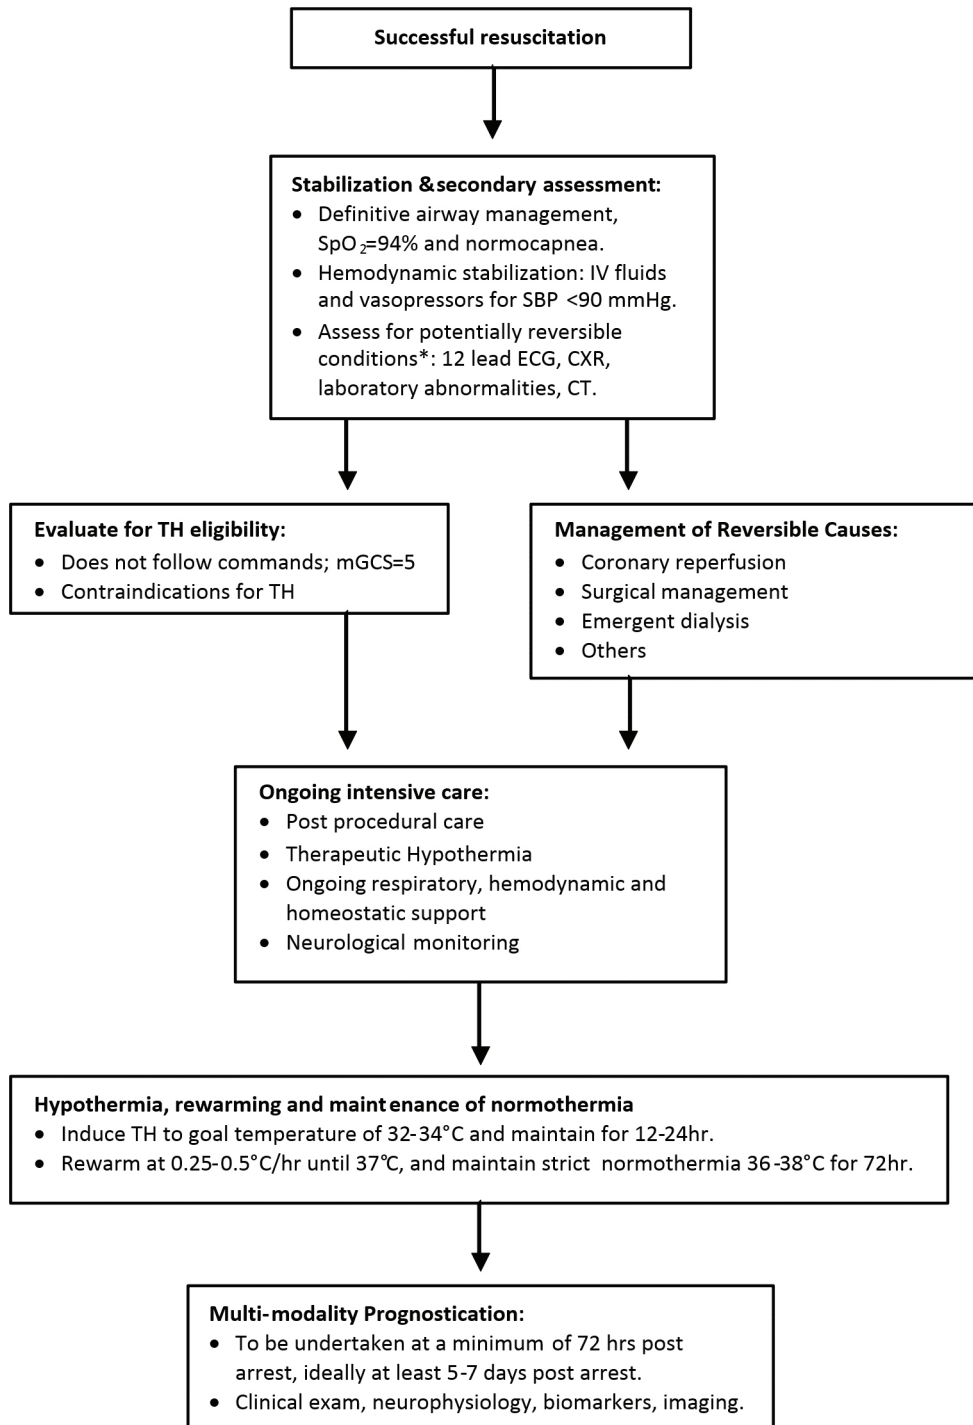 Successful resuscitation
Stabilization &secondary assessment:
• Definitive airway management,
SpO₂=94% and normocapnea.
• Hemodynamic stabilization: IV fluids
and vasopressors for SBP <90 mmHg.
• Assess for potentially reversible
conditions*: 12 lead ECG, CXR,
laboratory abnormalities, CT.
Evaluate for TH eligibility:
• Does not follow commands; mGCS=5
• Contraindications for TH
Management of Reversible Causes:
• Coronary reperfusion
• Surgical management
• Emergent dialysis
• Others
Ongoing intensive care:
• Post procedural care
• Therapeutic Hypothermia
• Ongoing respiratory, hemodynamic and
homeostatic support
• Neurological monitoring
Hypothermia, rewarming and maintenance of normothermia
• Induce TH to goal temperature of 32-34°C and maintain for 12-24hr.
• Rewarm at 0.25-0.5°C/hr until 37°C, and maintain strict normothermia 36-38°C for 72hr.
Multi-modality Prognostication:
• To be undertaken at a minimum of 72 hrs post
arrest, ideally at least 5-7 days post arrest.
• Clinical exam, neurophysiology, biomarkers, imaging.